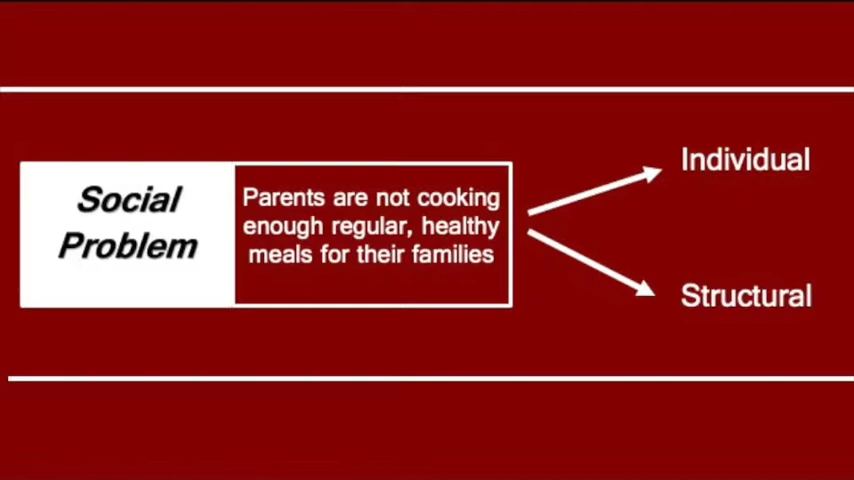 Social
Problem
Parents are not cooking
enough regular, healthy
meals for their families
Individual
Structural